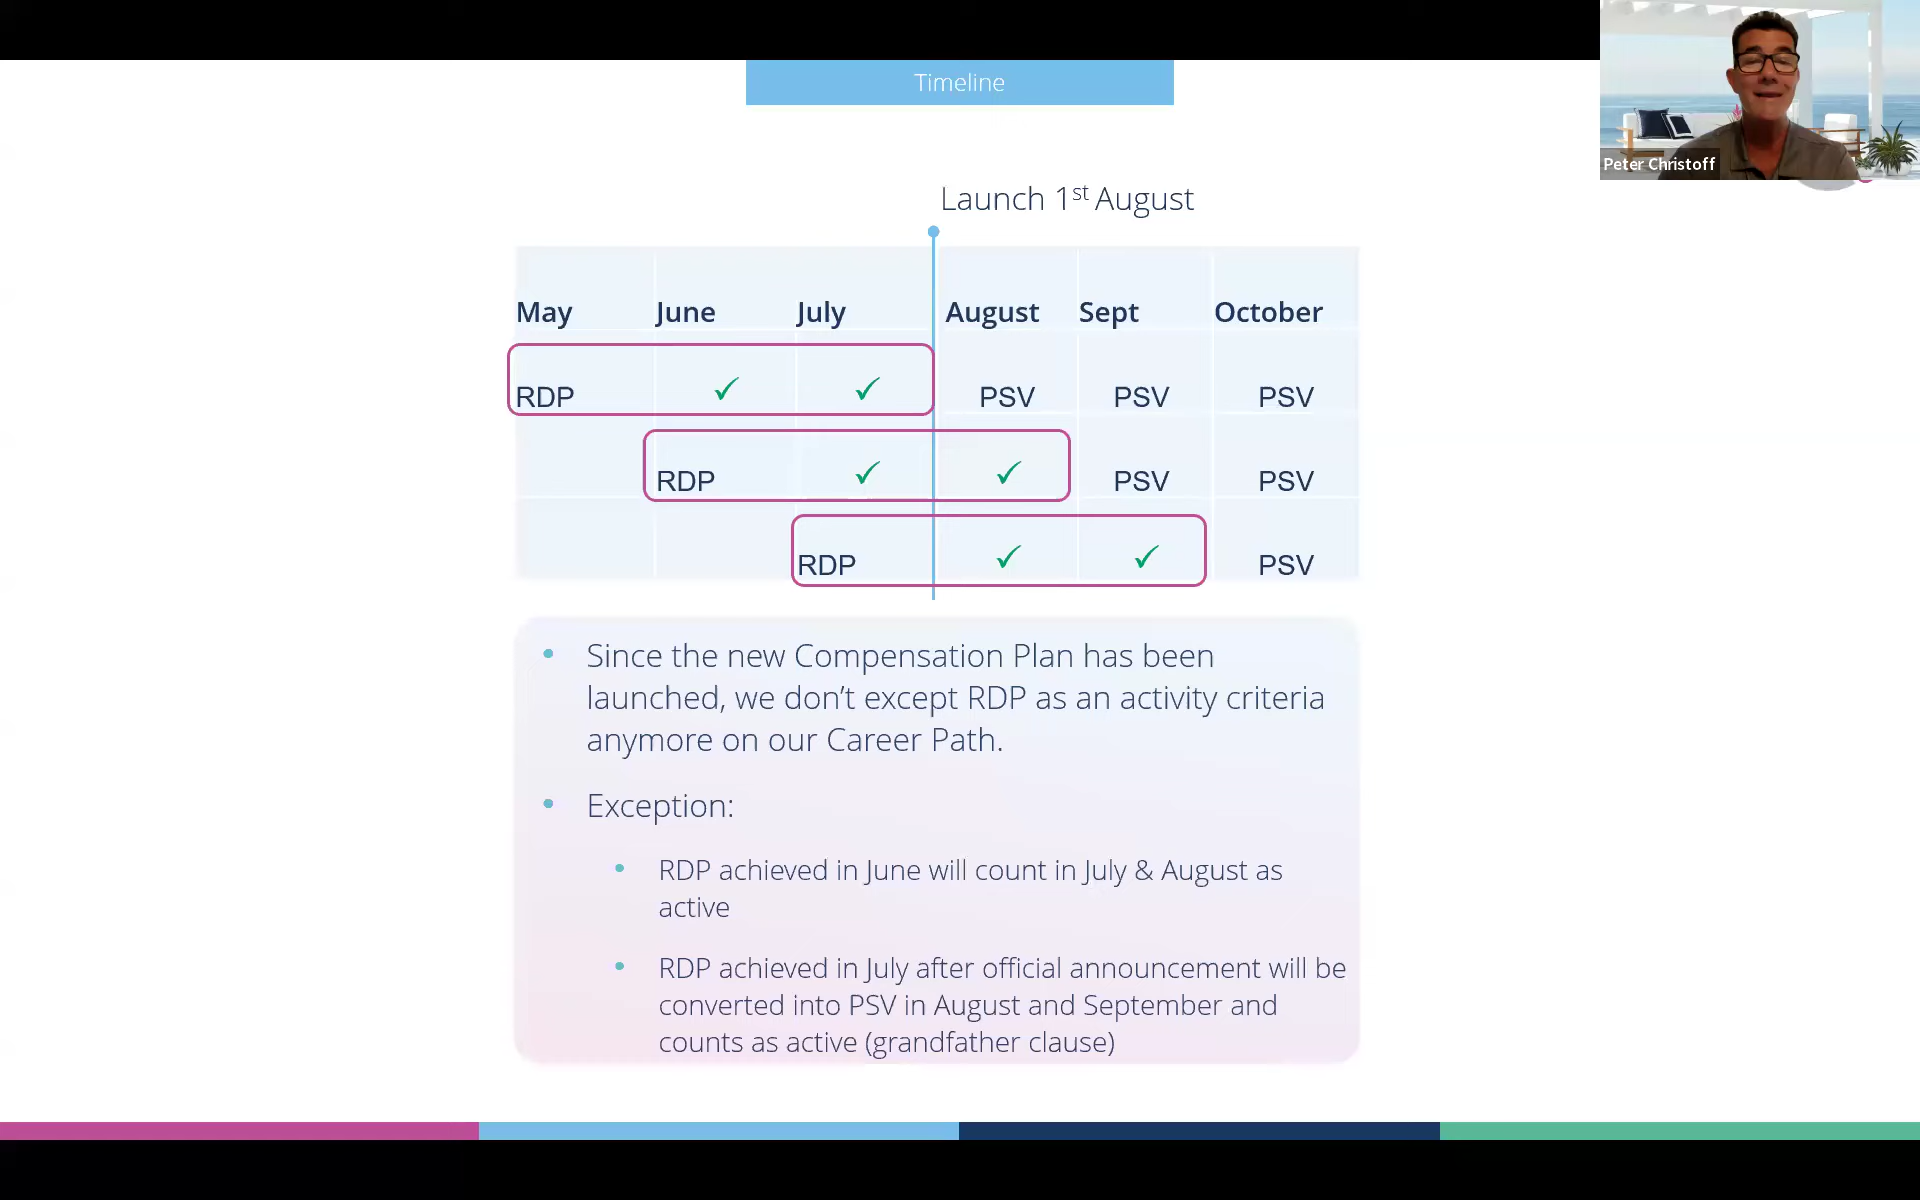 Timeline
Peter Christoff
Launch 1st August
May June July August Sept October
RDP ✓ ✓ PSV PSV PSV
RDP ✓ ✓ PSV PSV
RDP ✓ ✓ PSV
• Since the new Compensation Plan has been
launched, we don’t except RDP as an activity criteria
anymore on our Career Path.
• Exception:
• RDP achieved in June will count in July & August as
active
• RDP achieved in July after official announcement will be
converted into PSV in August and September and
counts as active (grandfather clause)